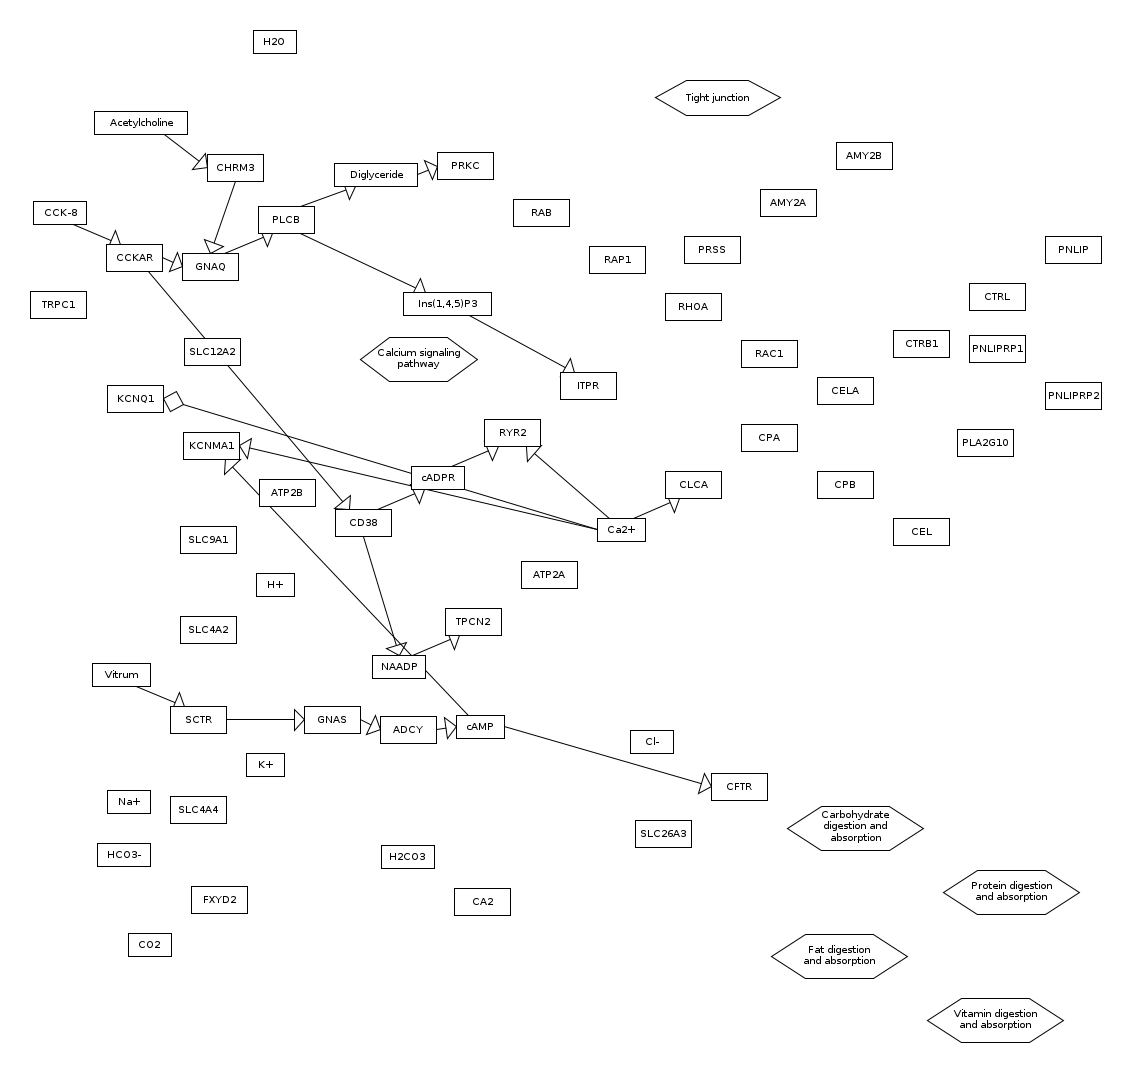 H2O
Tight junction
Acetylcholine
AMY2B
CHRM3
PRKC
Diglyceride
AMY2A
CCK-8
RAB
PLCB
PRSS
PNLIP
CCKAR
RAP1
GNAQ
CTRL
TRPC1
Ins(1,4,5)P3
RHOA
CTRB1
SLC12A2
Calcium signaling
pathway
RAC1
PNLIPRP1
ITPR
CELA
KCNQ1
PNLIPRP2
RYR2
CPA
KCNMA1
PLA2G10
cADPR
CLCA
CPB
ATP2B
CD38
Ca2+
CEL
SLC9A1
ATP2A
H+
TPCN2
SLC4A2
NAADP
Vitrum
SCTR
GNAS
ADCY
cAMP
Cl-
K+
CFTR
Na+
SLC4A4
Carbohydrate
digestion and
absorption
SLC26A3
HCO3-
H2CO3
Protein digestion
and absorption
FXYD2
CA2
CO2
Fat digestion
and absorption
Vitamin digestion
and absorption